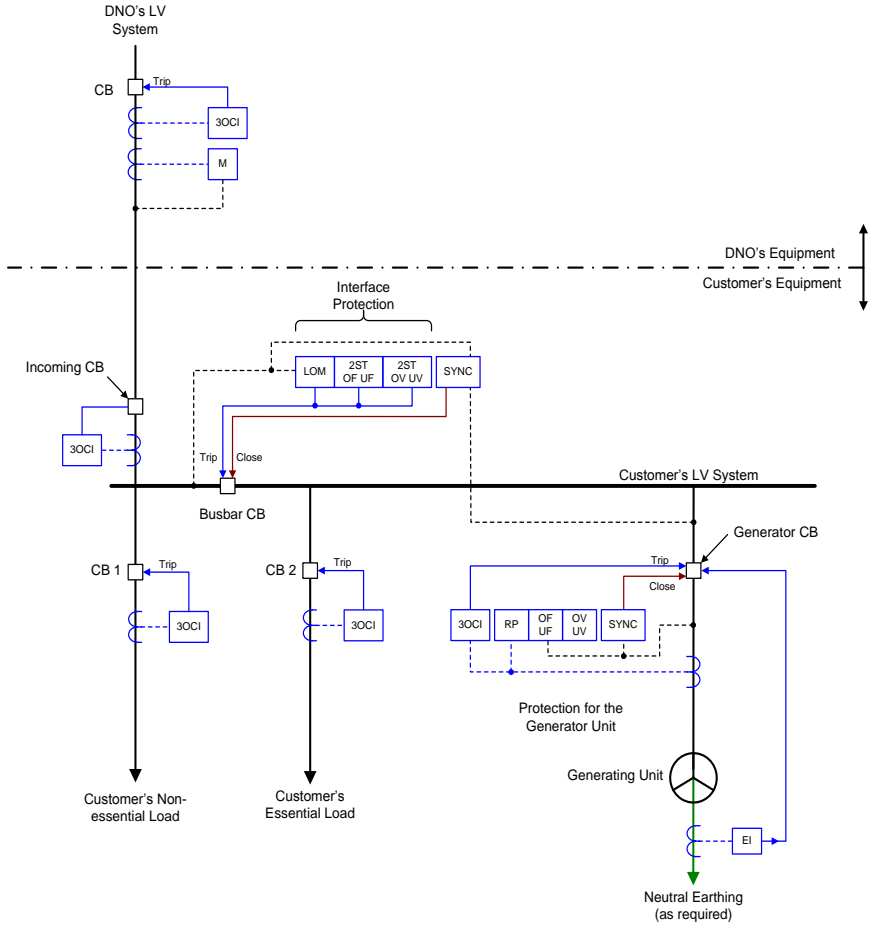 DNO's LV
System
CB
Trip
3OCI
M
DNO's Equipment
Customer's Equipment
Interface
Protection
Incoming CB
LOM
2ST
OF UF
2ST
OV UV
SYNC
3OCI
Trip
Close
Customer's LV System
Busbar CB
Generator CB
CB 1
Trip
3OCI
CB 2
Trip
3OCI
Trip
Close
3OCI
RP
OF
UF
OV
UV
SYNC
Protection for the
Generator Unit
Generating Unit
Customer's Non-
essential Load
Customer's
Essential Load
EI
Neutral Earthing
(as required)